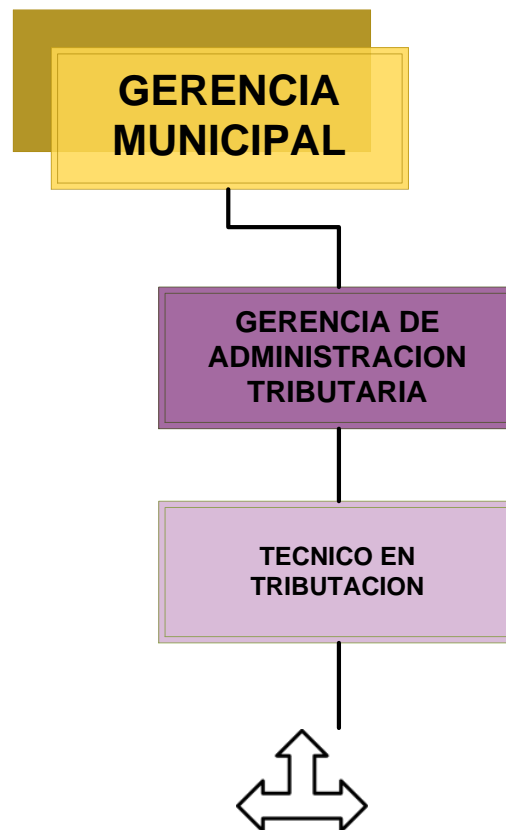 GERENCIA
MUNICIPAL
GERENCIA DE
ADMINISTRACION
TRIBUTARIA
TECNICO EN
TRIBUTACION